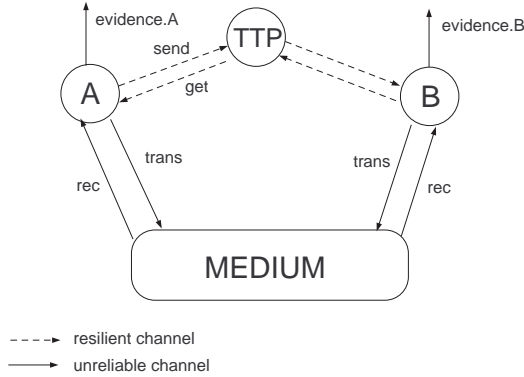 evidence.A
TTP
evidence.B
send
get
A
B
trans
trans
rec
rec
MEDIUM
resilient channel
unreliable channel